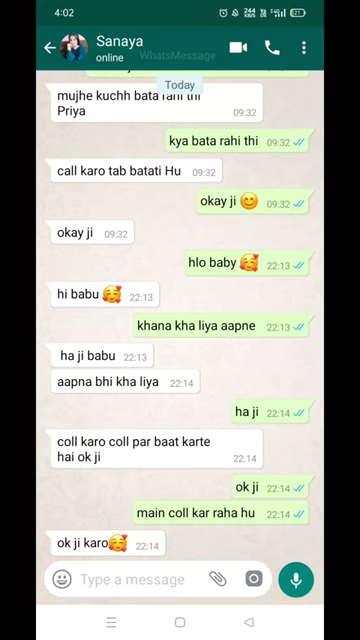 4:02
244
KB/S
21
Sanaya
online
WhatsMessage
Today
mujhe kuchh bata rahi thi
Priya
09:32
kya bata rahi thi 09:32
call karo tab batati Hu 09:32
okay ji 😊 09:32
okay ji 09:32
hlo baby 🥰 22:13
hi babu 🥰 22:13
khana kha liya aapne 22:13
ha ji babu 22:13
aapna bhi kha liya 22:14
ha ji 22:14
coll karo coll par baat karte
hai ok ji
22:14
ok ji 22:14
main coll kar raha hu 22:14
ok ji karo🥰 22:14
Type a message